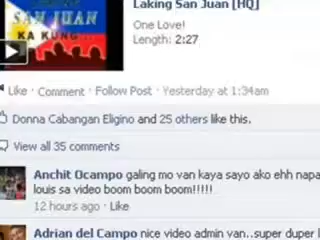 Laking San Juan [HQ]
SAN JUAN
KA KUNG
One Love!
Length: 2:27
Like · Comment · Follow Post · Yesterday at 1:34am
Donna Cabangan Eligino and 25 others like this.
View all 35 comments
Anchit Ocampo galing mo van kaya sayo ako ehh napa
louis sa video boom boom boom!!!!!
12 hours ago · Like
Adrian del Campo nice video admin van..super duper l